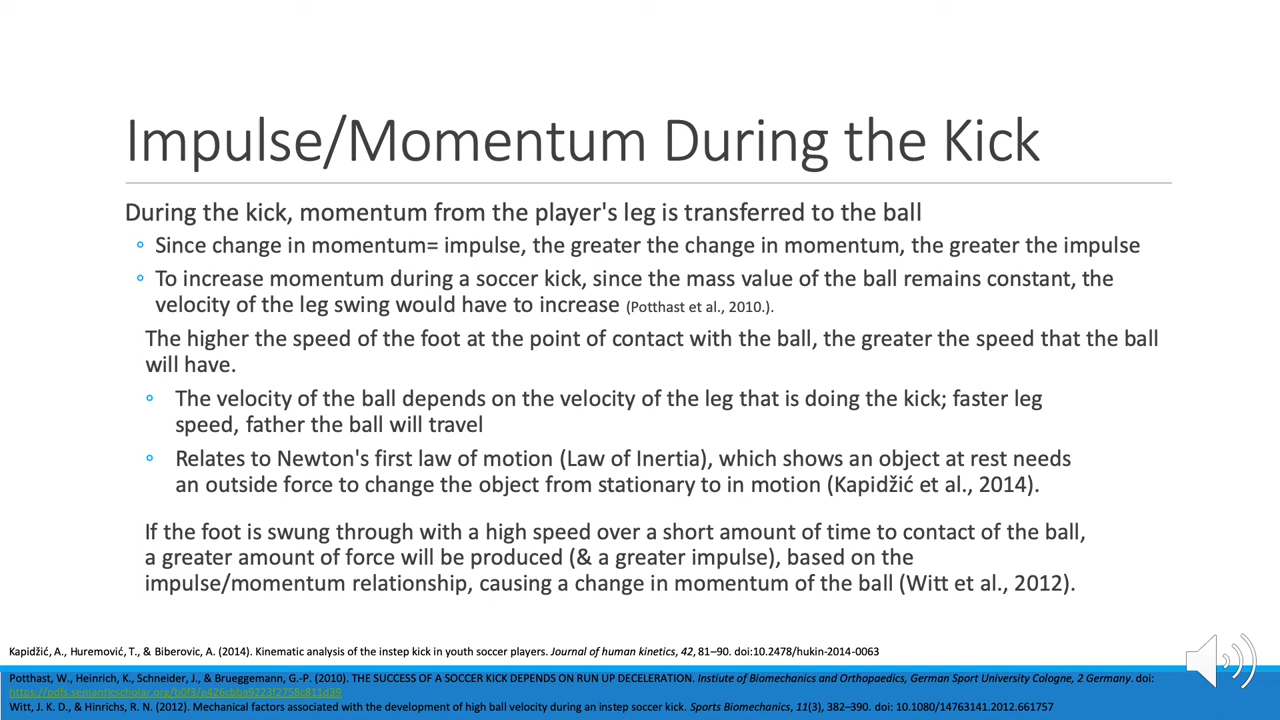 Impulse/Momentum During the Kick
During the kick, momentum from the player's leg is transferred to the ball
Since change in momentum= impulse, the greater the change in momentum, the greater the impulse
To increase momentum during a soccer kick, since the mass value of the ball remains constant, the
velocity of the leg swing would have to increase (Potthast et al., 2010.).
The higher the speed of the foot at the point of contact with the ball, the greater the speed that the ball
will have.
The velocity of the ball depends on the velocity of the leg that is doing the kick; faster leg
speed, father the ball will travel
Relates to Newton's first law of motion (Law of Inertia), which shows an object at rest needs
an outside force to change the object from stationary to in motion (Kapidžić et al., 2014).
If the foot is swung through with a high speed over a short amount of time to contact of the ball,
a greater amount of force will be produced (& a greater impulse), based on the
impulse/momentum relationship, causing a change in momentum of the ball (Witt et al., 2012).
Kapidžić, A., Huremović, T., & Biberovic, A. (2014). Kinematic analysis of the instep kick in youth soccer players. Journal of human kinetics, 42, 81–90. doi:10.2478/hukin-2014-0063
Potthast, W., Heinrich, K., Schneider, J., & Brueggemann, G.-P. (2010). THE SUCCESS OF A SOCCER KICK DEPENDS ON RUN UP DECELERATION. Instiute of Biomechanics and Orthopaedics, German Sport University Cologne, 2 Germany. doi:
https://pdfs.semanticscholar.org/b0f3/e426cbba9223f2758c811d39
Witt, J. K. D., & Hinrichs, R. N. (2012). Mechanical factors associated with the development of high ball velocity during an instep soccer kick. Sports Biomechanics, 11(3), 382–390. doi: 10.1080/14763141.2012.661757